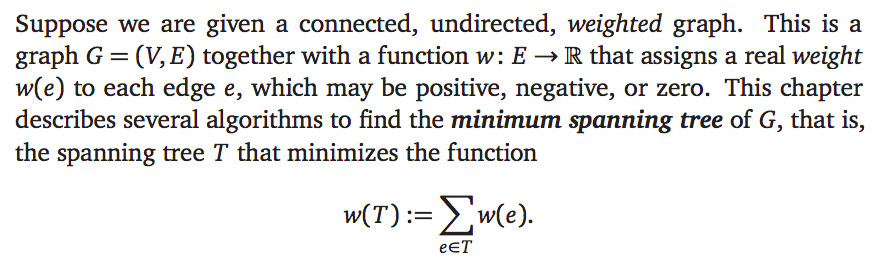 Suppose we are given a connected, undirected, weighted graph. This is a
graph G = (V, E) together with a function w: E → ℝ that assigns a real weight
w(e) to each edge e, which may be positive, negative, or zero. This chapter
describes several algorithms to find the minimum spanning tree of G, that is,
the spanning tree T that minimizes the function
w(T) := ∑ w(e).
e∈T